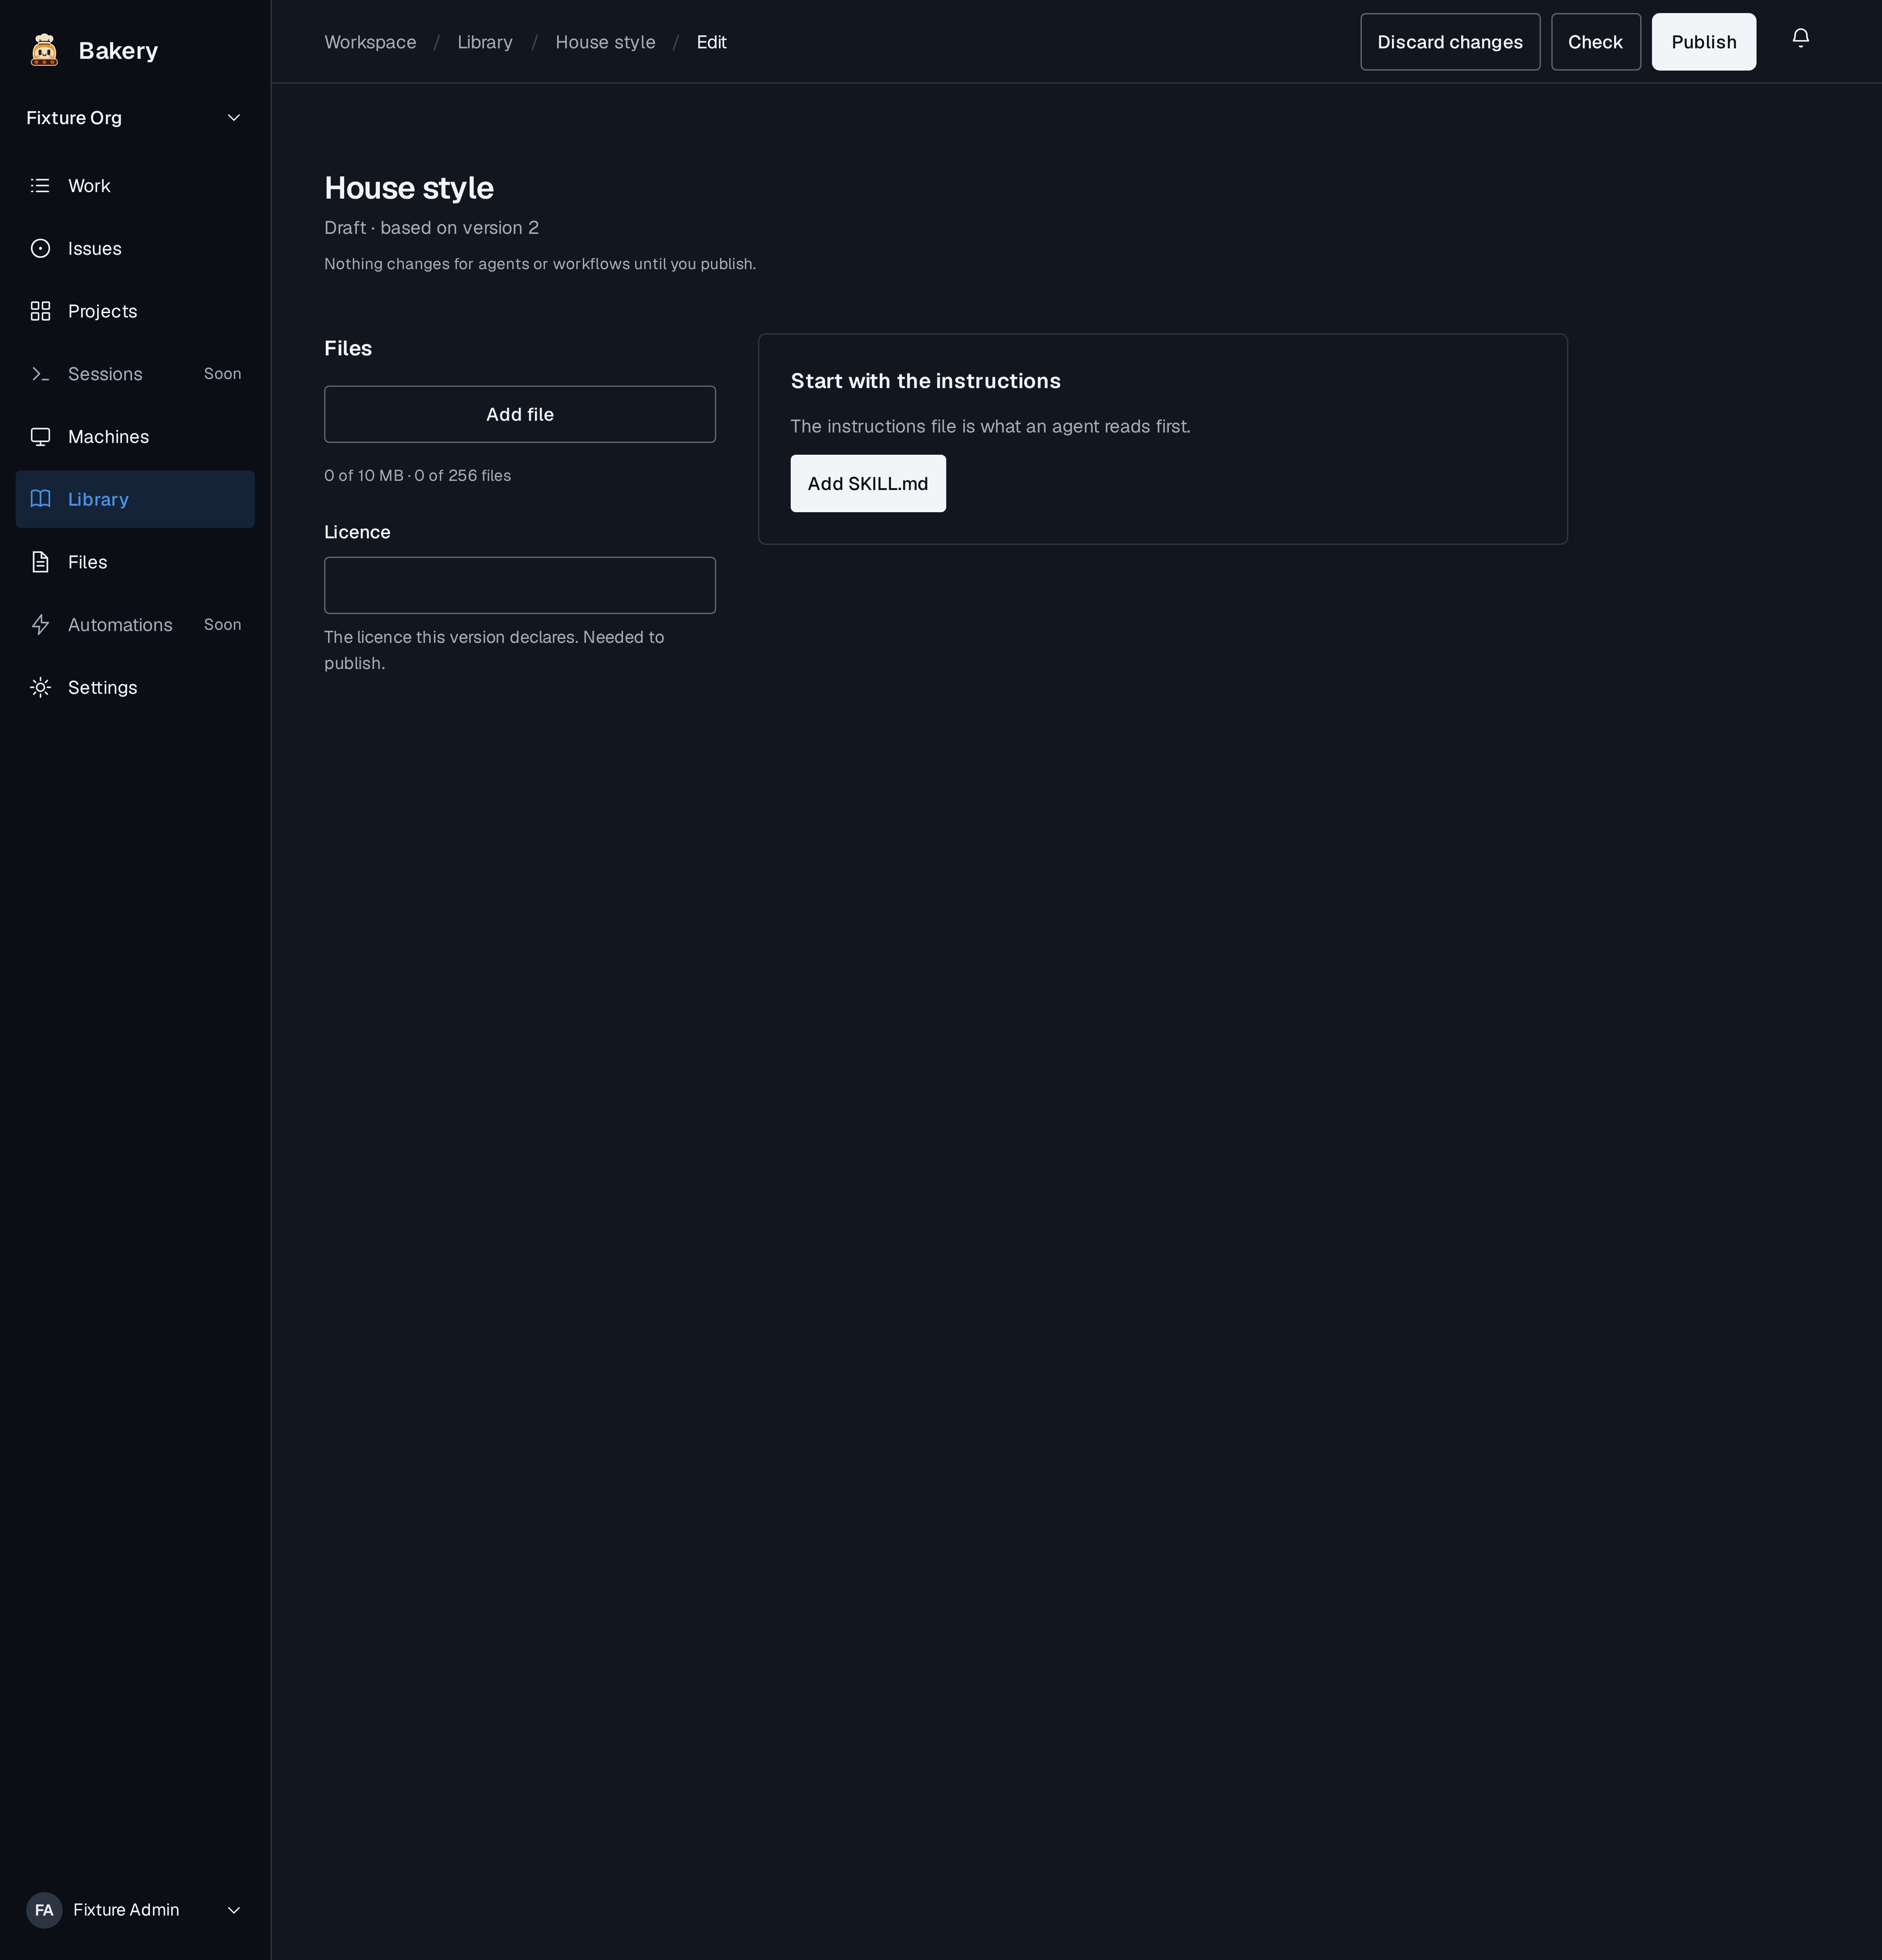 Bakery
Fixture Org
Work
Issues
Projects
Sessions Soon
Machines
Library
Files
Automations Soon
Settings
FA Fixture Admin
Workspace / Library / House style / Edit
Discard changes
Check
Publish
House style
Draft · based on version 2
Nothing changes for agents or workflows until you publish.
Files
Add file
0 of 10 MB · 0 of 256 files
Licence
The licence this version declares. Needed to
publish.
Start with the instructions
The instructions file is what an agent reads first.
Add SKILL.md